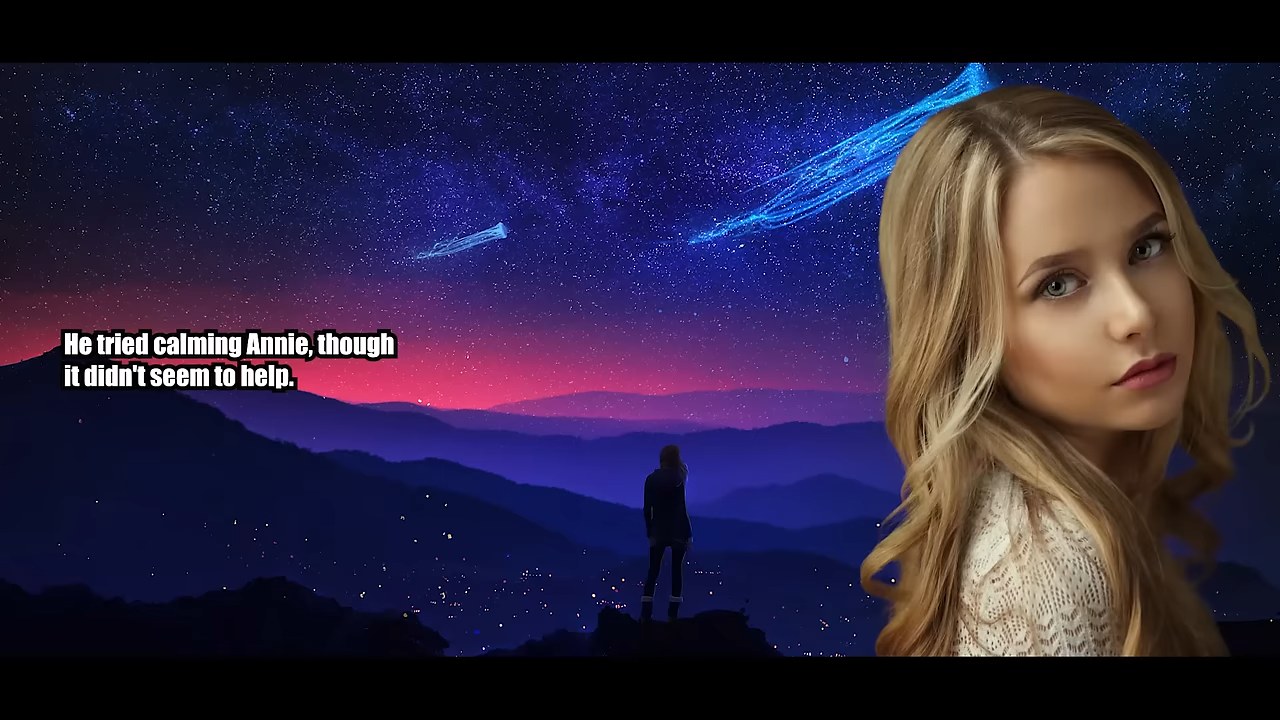 He tried calming Annie, though
it didn't seem to help.